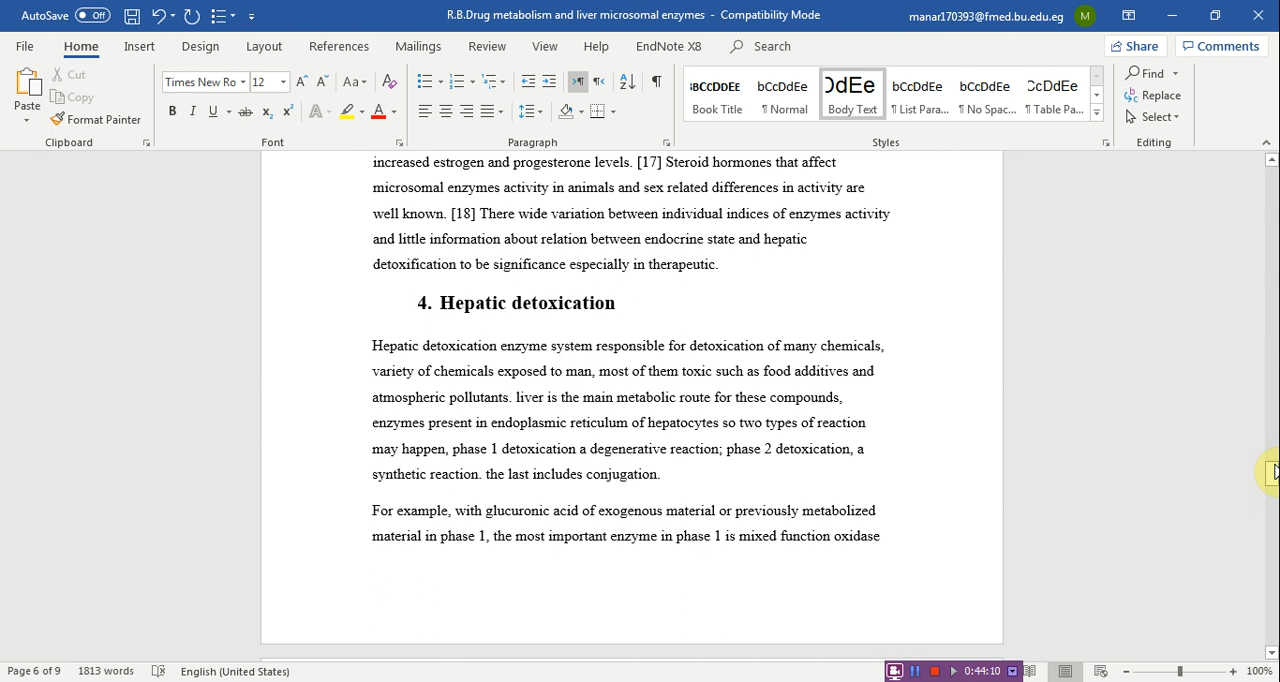 AutoSave Off R.B.Drug metabolism and liver microsomal enzymes - Compatibility Mode manar170393@fmed.bu.edu.eg M
File Home Insert Design Layout References Mailings Review View Help EndNote X8 Search Share Comments
Paste Cut Copy Format Painter
Times New Ro 12 Aa
B I U ab x₂ x² A A
BCCDDEE bCcDdEe DdEe bCcDdEe bCcDdEe CcDdEe
Book Title ¶ Normal Body Text ¶ List Para... ¶ No Spac... ¶ Table Pa...
Find Replace Select
Clipboard Font Paragraph Styles Editing
increased estrogen and progesterone levels. [17] Steroid hormones that affect
microsomal enzymes activity in animals and sex related differences in activity are
well known. [18] There wide variation between individual indices of enzymes activity
and little information about relation between endocrine state and hepatic
detoxification to be significance especially in therapeutic.
4. Hepatic detoxication
Hepatic detoxication enzyme system responsible for detoxication of many chemicals,
variety of chemicals exposed to man, most of them toxic such as food additives and
atmospheric pollutants. liver is the main metabolic route for these compounds,
enzymes present in endoplasmic reticulum of hepatocytes so two types of reaction
may happen, phase 1 detoxication a degenerative reaction; phase 2 detoxication, a
synthetic reaction. the last includes conjugation.
For example, with glucuronic acid of exogenous material or previously metabolized
material in phase 1, the most important enzyme in phase 1 is mixed function oxidase
Page 6 of 9 1813 words English (United States) 0:44:10 100%